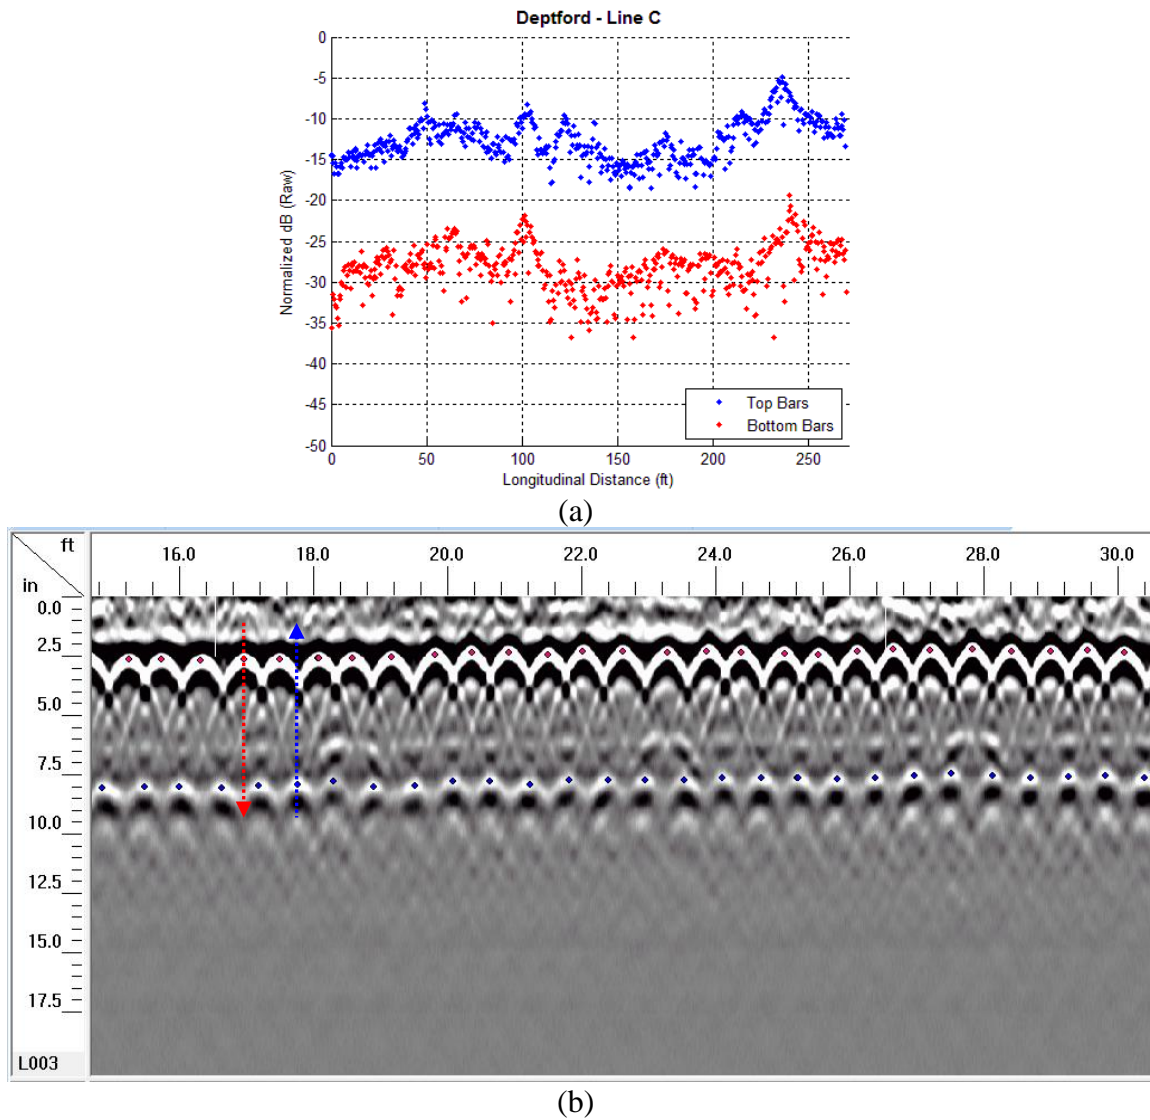 Deptford - Line C
0
-5
-10
-15
-20
-25
-30
-35
-40
-45
-50
Normalized dB (Raw)
Top Bars
Bottom Bars
0 50 100 150 200 250
Longitudinal Distance (ft)
(a)
ft
in
16.0 18.0 20.0 22.0 24.0 26.0 28.0 30.0
0.0
2.5
5.0
7.5
10.0
12.5
15.0
17.5
L003
(b)